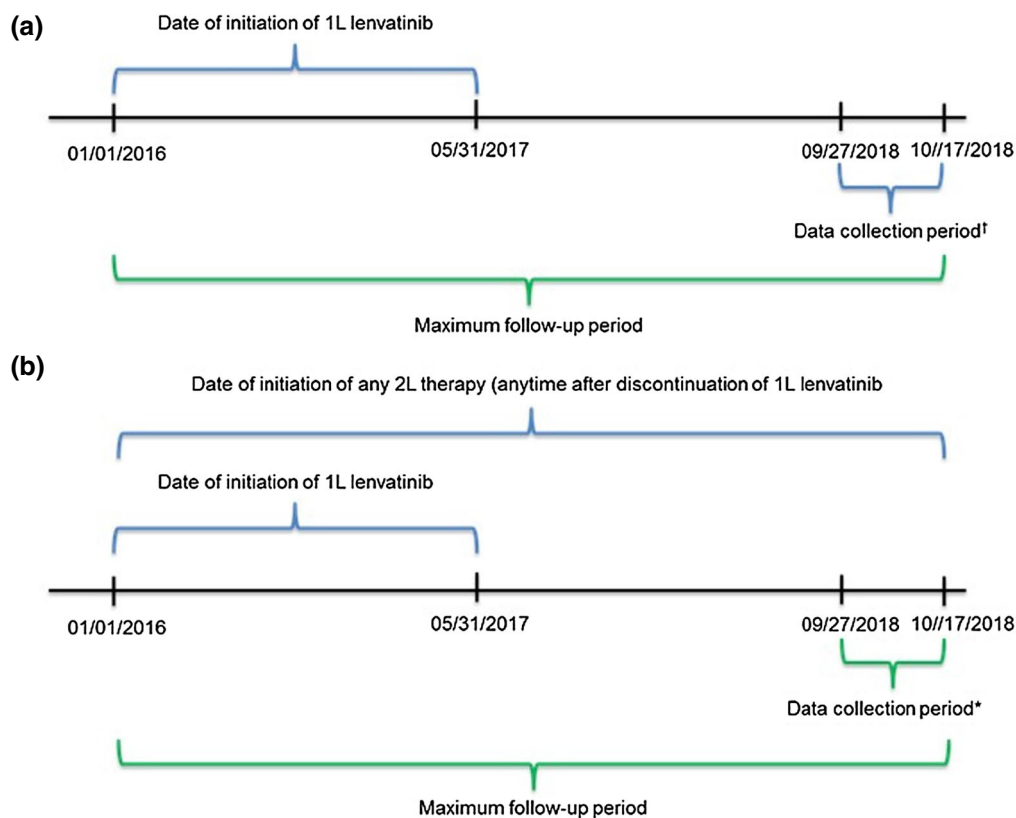 (a)
Date of initiation of 1L lenvatinib
01/01/2016
05/31/2017
09/27/2018
10//17/2018
Data collection period†
Maximum follow-up period
(b)
Date of initiation of any 2L therapy (anytime after discontinuation of 1L lenvatinib
Date of initiation of 1L lenvatinib
01/01/2016
05/31/2017
09/27/2018
10//17/2018
Data collection period*
Maximum follow-up period